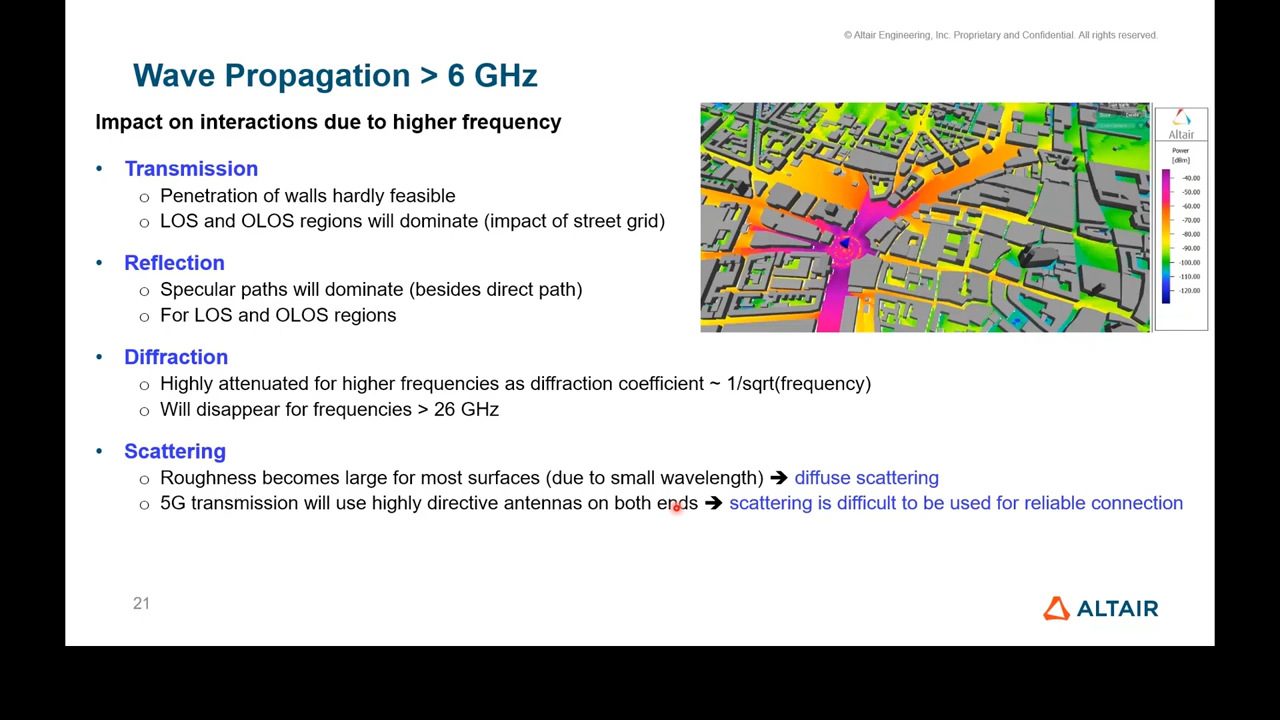 © Altair Engineering, Inc. Proprietary and Confidential. All rights reserved.
Wave Propagation > 6 GHz
Impact on interactions due to higher frequency
• Transmission
o Penetration of walls hardly feasible
o LOS and OLOS regions will dominate (impact of street grid)
• Reflection
o Specular paths will dominate (besides direct path)
o For LOS and OLOS regions
• Diffraction
o Highly attenuated for higher frequencies as diffraction coefficient ~ 1/sqrt(frequency)
o Will disappear for frequencies > 26 GHz
• Scattering
o Roughness becomes large for most surfaces (due to small wavelength) ➔ diffuse scattering
o 5G transmission will use highly directive antennas on both ends ➔ scattering is difficult to be used for reliable connection
Altair
Power
[dBm]
-40.00
-50.00
-60.00
-70.00
-80.00
-90.00
-100.00
-110.00
-120.00
21
ALTAIR